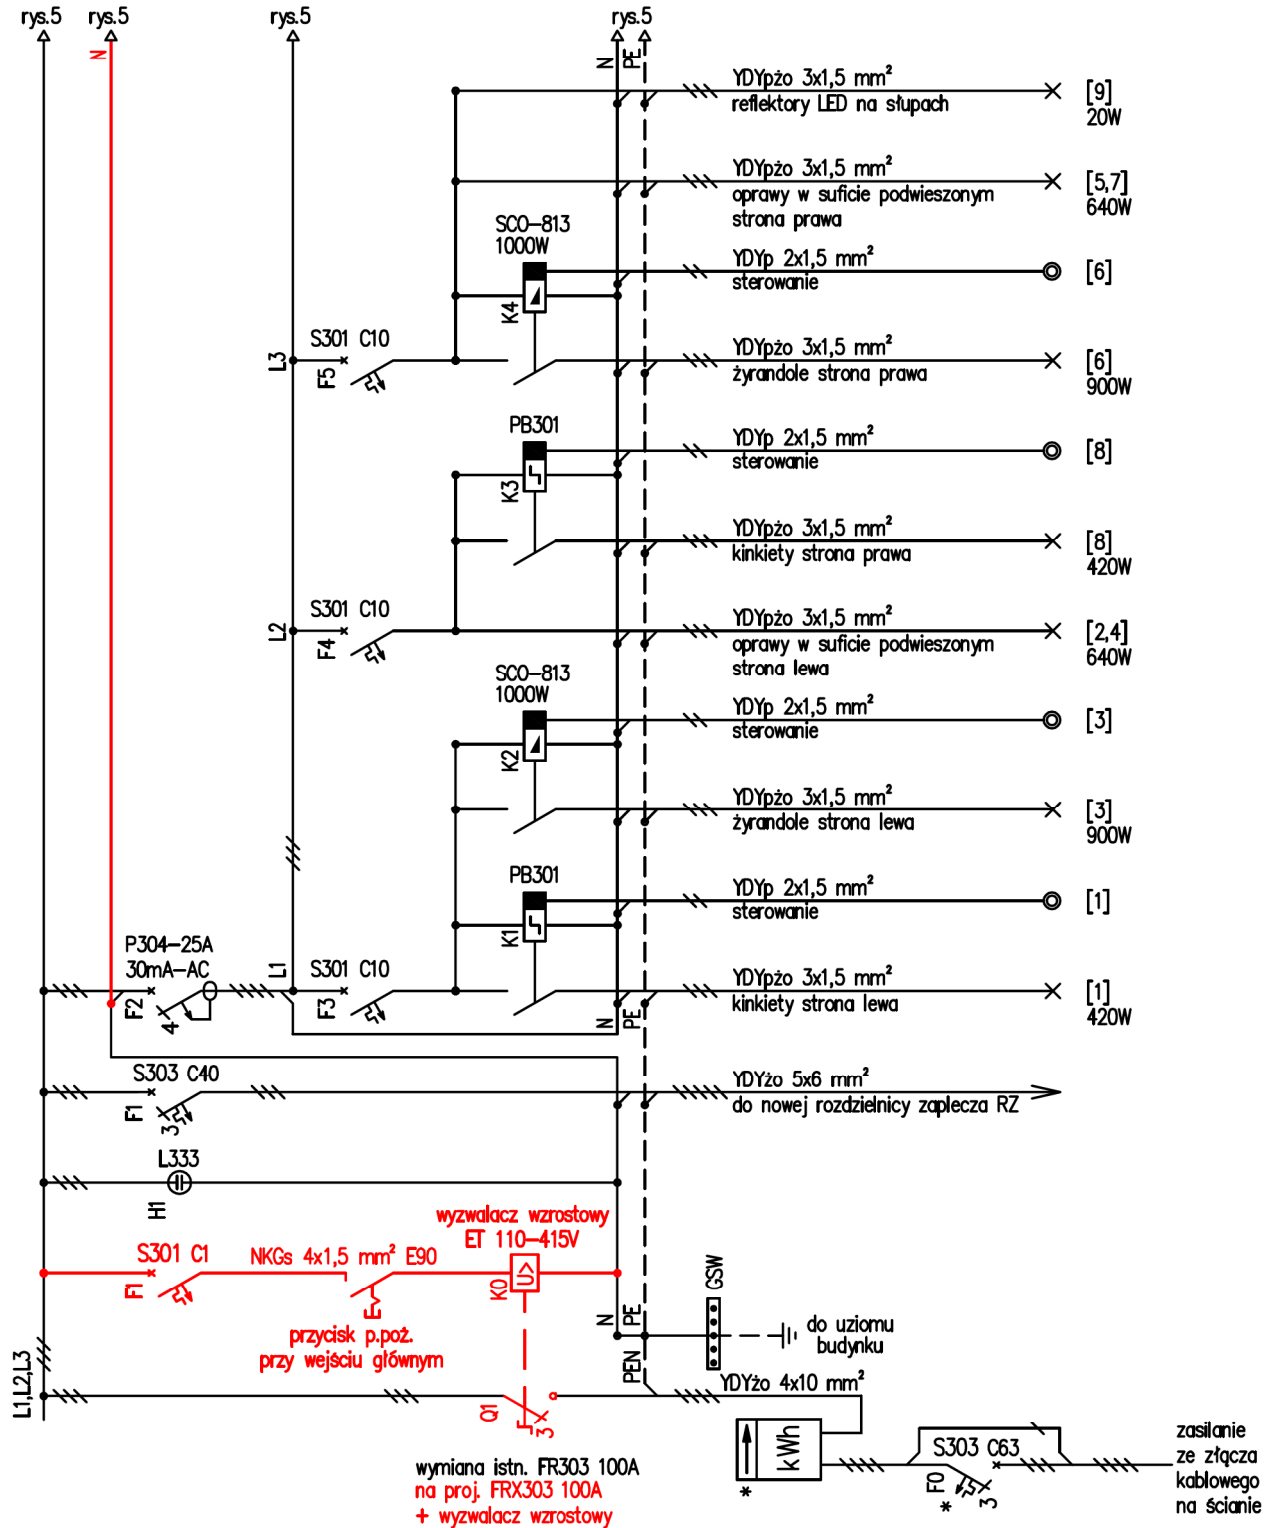 rys.5
rys.5
rys.5
rys.5
N
N
PE
YDYpżo 3x1,5 mm²
reflektory LED na słupach
[9]
20W
YDYpżo 3x1,5 mm²
oprawy w suficie podwieszonym
strona prawa
[5,7]
640W
SCO-813
1000W
K4
YDYp 2x1,5 mm²
sterowanie
[6]
L3
S301 C10
F5
YDYpżo 3x1,5 mm²
żyrandole strona prawa
[6]
900W
PB301
K3
YDYp 2x1,5 mm²
sterowanie
[8]
YDYpżo 3x1,5 mm²
kinkiety strona prawa
[8]
420W
L2
S301 C10
F4
YDYpżo 3x1,5 mm²
oprawy w suficie podwieszonym
strona lewa
[2,4]
640W
SCO-813
1000W
K2
YDYp 2x1,5 mm²
sterowanie
[3]
YDYpżo 3x1,5 mm²
żyrandole strona lewa
[3]
900W
PB301
K1
YDYp 2x1,5 mm²
sterowanie
[1]
P304-25A
30mA-AC
F2
4
L1
S301 C10
F3
N
PE
YDYpżo 3x1,5 mm²
kinkiety strona lewa
[1]
420W
S303 C40
F1
3
YDYżo 5x6 mm²
do nowej rozdzielnicy zaplecza RZ
L333
H1
wyzwalacz wzrostowy
ET 110-415V
S301 C1
F1
NKGs 4x1,5 mm² E90
K0
U>
przycisk p.poż.
przy wejściu głównym
N
PE
GSW
do uziomu
budynku
L1,L2,L3
PEN
YDYżo 4x10 mm²
Q1
3
wymiana istn. FR303 100A
na proj. FRX303 100A
+ wyzwalacz wzrostowy
kWh
*
S303 C63
F0
*
3
zasilanie
ze złącza
kablowego
na ścianie